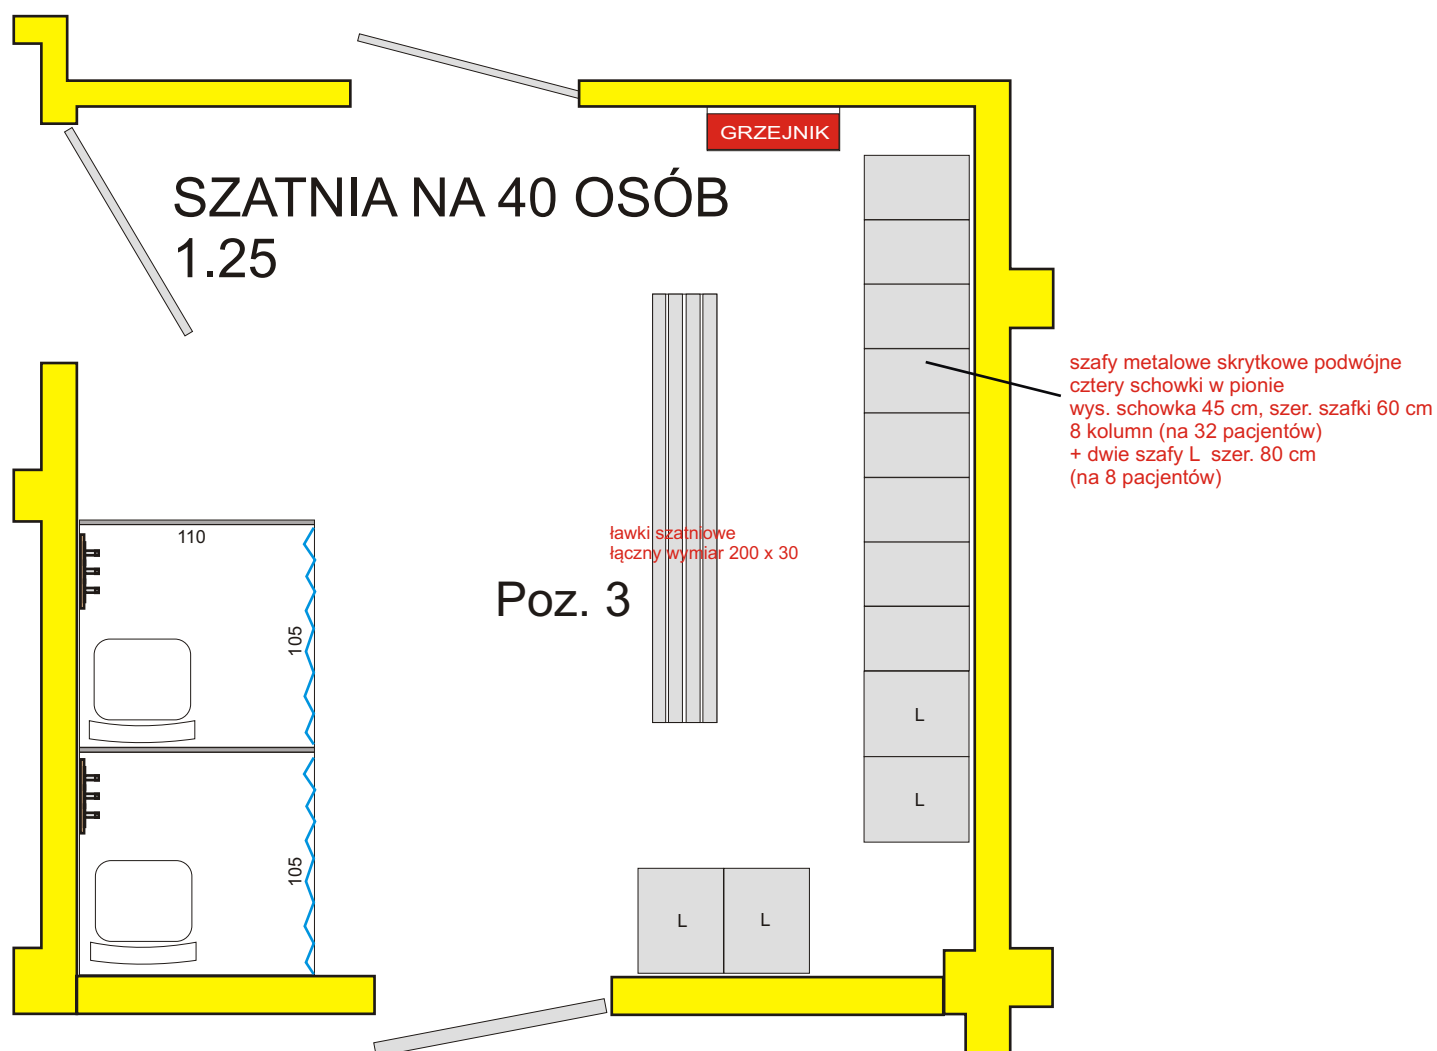 GRZEJNIK
SZATNIA NA 40 OSÓB
1.25
szafy metalowe skrytkowe podwójne
cztery schowki w pionie
wys. schowka 45 cm, szer. szafki 60 cm
8 kolumn (na 32 pacjentów)
+ dwie szafy L  szer. 80 cm
(na 8 pacjentów)
110
ławki szatniowe
łączny wymiar 200 x 30
Poz. 3
105
L
L
105
L
L